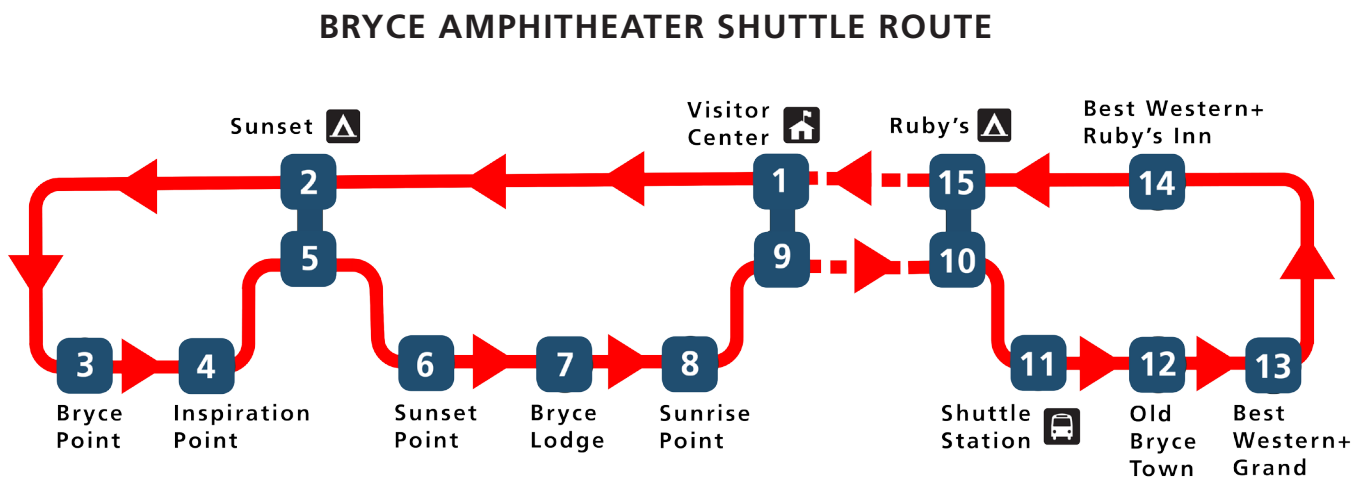 BRYCE AMPHITHEATER SHUTTLE ROUTE
Sunset
Visitor
Center
Ruby's
Best Western+
Ruby's Inn
2
1
15
14
5
9
10
3
4
6
7
8
11
12
13
Bryce
Point
Inspiration
Point
Sunset
Point
Bryce
Lodge
Sunrise
Point
Shuttle
Station
Old
Bryce
Town
Best
Western+
Grand